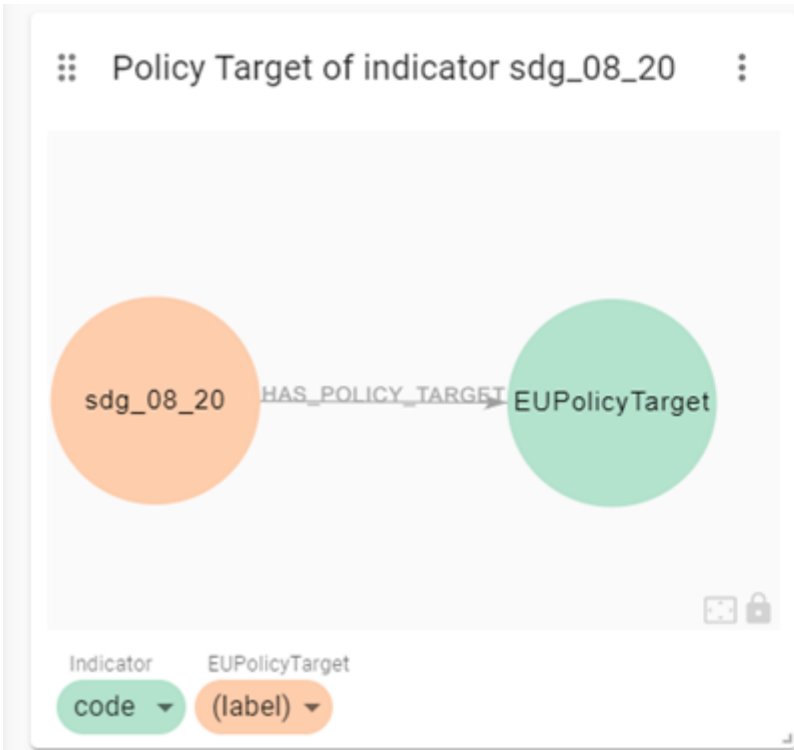 Policy Target of indicator sdg_08_20
sdg_08_20
HAS_POLICY_TARGET
EUPolicyTarget
Indicator
EUPolicyTarget
code
(label)